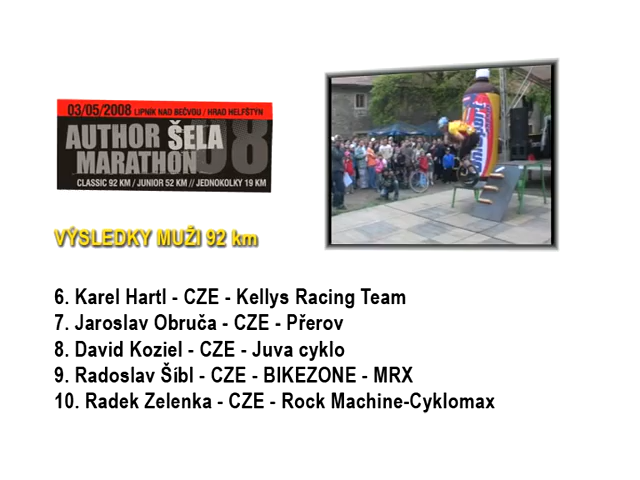 03/05/2008 LIPNÍK NAD BEČVOU / HRAD HELFŠTÝN
AUTHOR ŠELA
MARATHON 08
CLASSIC 92 KM / JUNIOR 52 KM // JEDNOKOLKY 19 KM
VÝSLEDKY MUŽI 92 km
6. Karel Hartl - CZE - Kellys Racing Team
7. Jaroslav Obruča - CZE - Přerov
8. David Koziel - CZE - Juva cyklo
9. Radoslav Šíbl - CZE - BIKEZONE - MRX
10. Radek Zelenka - CZE - Rock Machine-Cyklomax